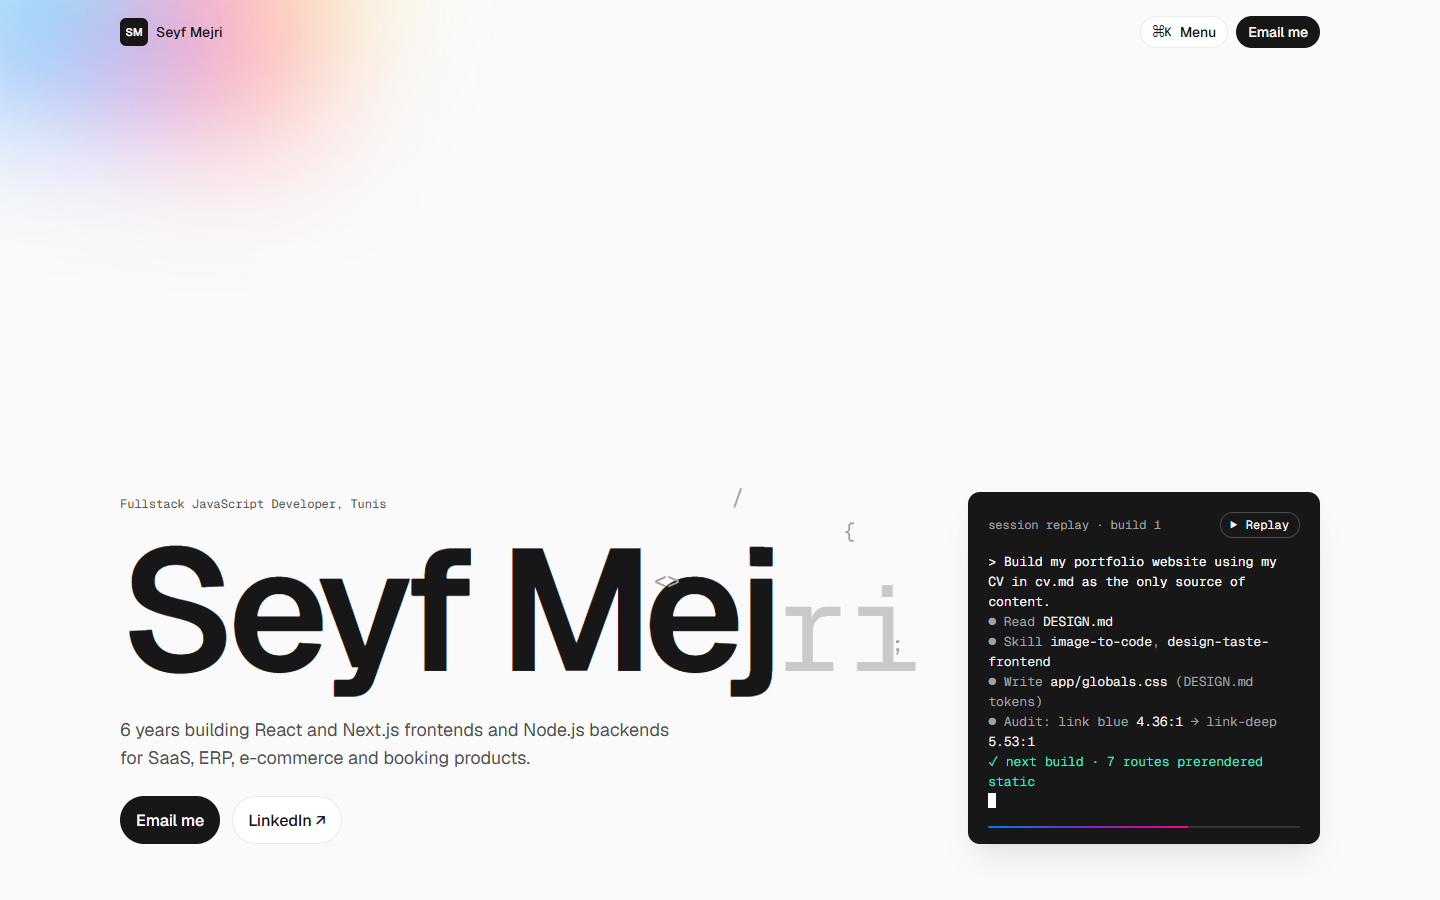 SM Seyf Mejri
⌘K Menu
Email me
Fullstack JavaScript Developer, Tunis
/
{
<>
Seyf Mejri
;
6 years building React and Next.js frontends and Node.js backends
for SaaS, ERP, e-commerce and booking products.
Email me
LinkedIn ↗
session replay · build 1
▶ Replay
> Build my portfolio website using my
CV in cv.md as the only source of
content.
● Read DESIGN.md
● Skill image-to-code, design-taste-
frontend
● Write app/globals.css (DESIGN.md
tokens)
● Audit: link blue 4.36:1 → link-deep
5.53:1
✓ next build · 7 routes prerendered
static